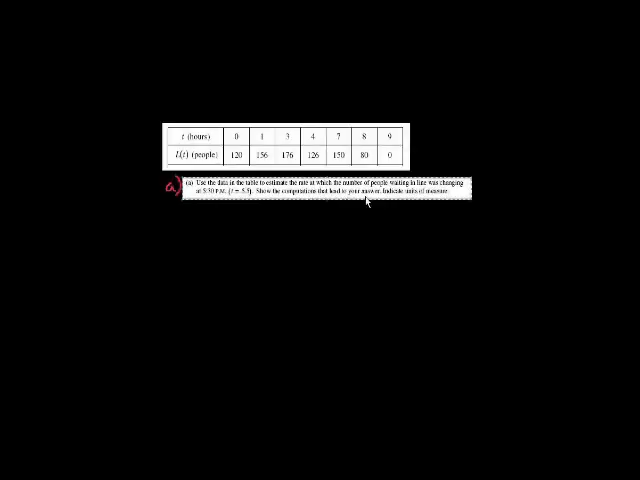 t (hours) 0 1 3 4 7 8 9
L(t) (people) 120 156 176 126 150 80 0
a) (a) Use the data in the table to estimate the rate at which the number of people waiting in line was changing
at 5:30 P.M. (t = 5.5). Show the computations that lead to your answer. Indicate units of measure.